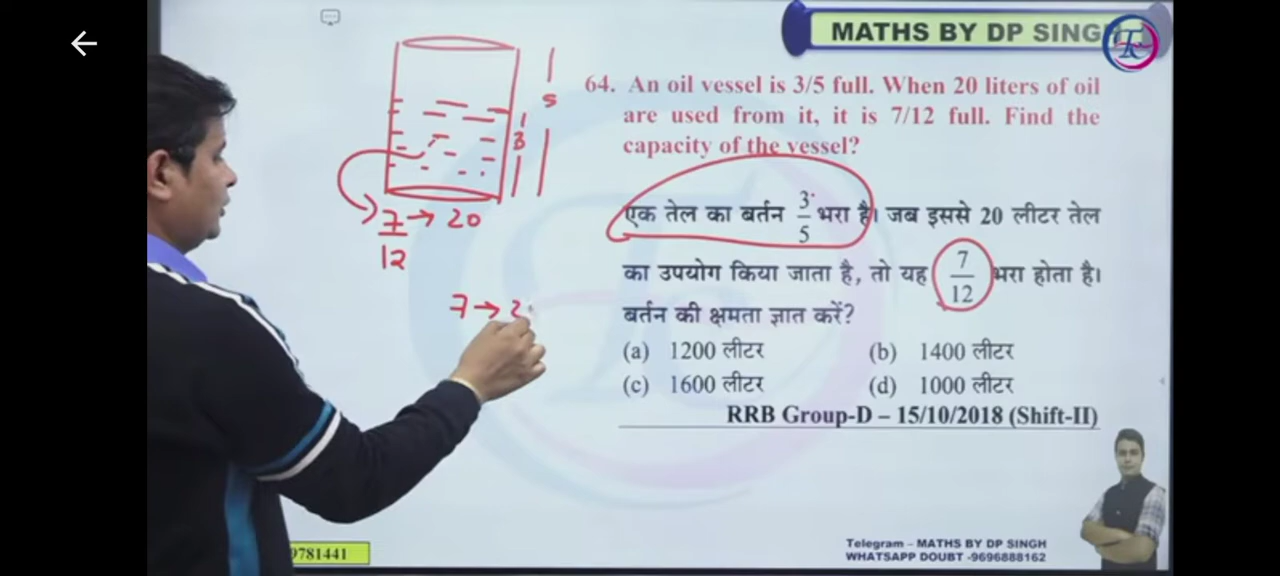 MATHS BY DP SING
64. An oil vessel is 3/5 full. When 20 liters of oil
are used from it, it is 7/12 full. Find the
capacity of the vessel?
एक तेल का बर्तन 3/5 भरा है। जब इससे 20 लीटर तेल
का उपयोग किया जाता है, तो यह 7/12 भरा होता है।
बर्तन की क्षमता ज्ञात करें?
(a) 1200 लीटर (b) 1400 लीटर
(c) 1600 लीटर (d) 1000 लीटर
RRB Group-D – 15/10/2018 (Shift-II)
5
3
7/12 → 20
7 → 2
9781441
Telegram – MATHS BY DP SINGH
WHATSAPP DOUBT -9696888162